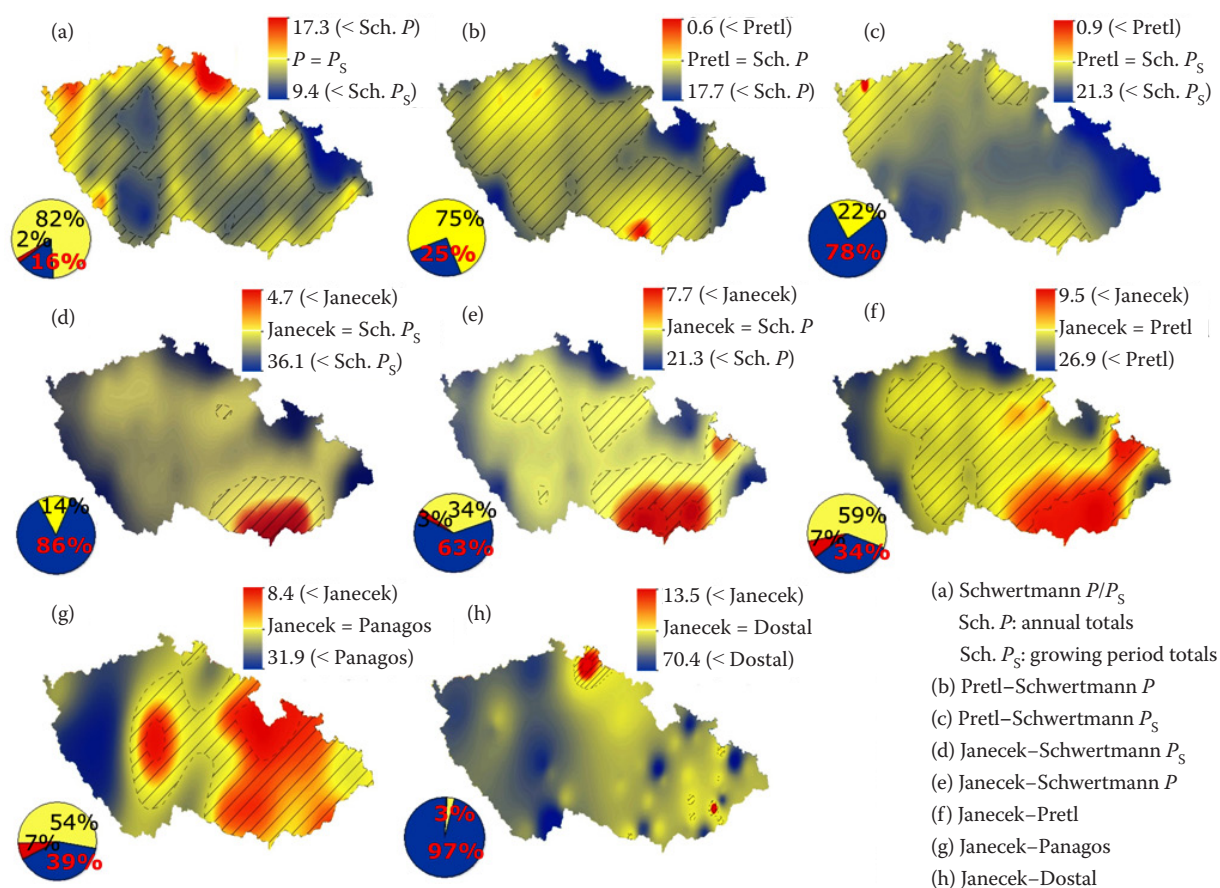 (a)
17.3 (< Sch. P)
P = PS
9.4 (< Sch. PS)
82%
2%
16%
(b)
0.6 (< Pretl)
Pretl = Sch. P
17.7 (< Sch. P)
75%
25%
(c)
0.9 (< Pretl)
Pretl = Sch. PS
21.3 (< Sch. PS)
22%
78%
(d)
4.7 (< Janecek)
Janecek = Sch. PS
36.1 (< Sch. PS)
14%
86%
(e)
7.7 (< Janecek)
Janecek = Sch. P
21.3 (< Sch. P)
34%
3%
63%
(f)
9.5 (< Janecek)
Janecek = Pretl
26.9 (< Pretl)
59%
7%
34%
(g)
8.4 (< Janecek)
Janecek = Panagos
31.9 (< Panagos)
54%
7%
39%
(h)
13.5 (< Janecek)
Janecek = Dostal
70.4 (< Dostal)
3%
97%
(a) Schwertmann P/PS
Sch. P: annual totals
Sch. PS: growing period totals
(b) Pretl–Schwertmann P
(c) Pretl–Schwertmann PS
(d) Janecek–Schwertmann PS
(e) Janecek–Schwertmann P
(f) Janecek–Pretl
(g) Janecek–Panagos
(h) Janecek–Dostal